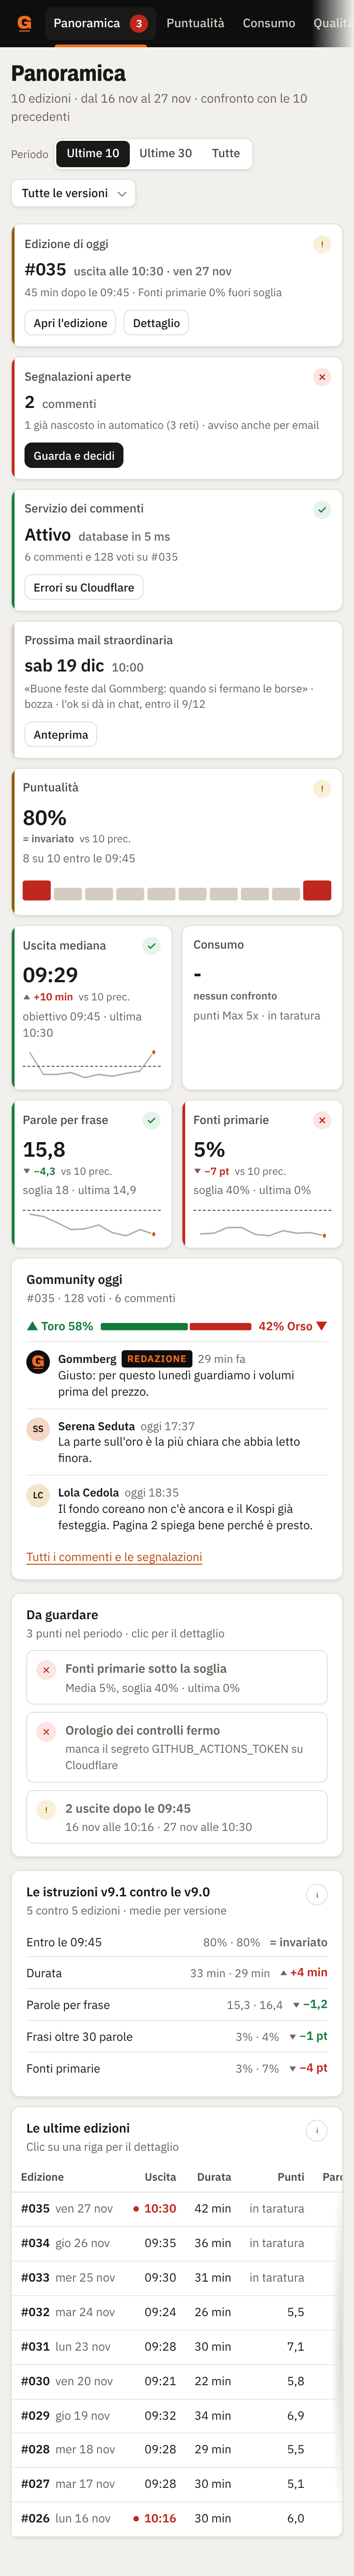 G
Panoramica 3 Puntualità Consumo Qualità
Panoramica
10 edizioni · dal 16 nov al 27 nov · confronto con le 10
precedenti
Periodo Ultime 10 Ultime 30 Tutte
Tutte le versioni
Edizione di oggi !
#035 uscita alle 10:30 · ven 27 nov
45 min dopo le 09:45 · Fonti primarie 0% fuori soglia
Apri l'edizione Dettaglio
Segnalazioni aperte ✕
2 commenti
1 già nascosto in automatico (3 reti) · avviso anche per email
Guarda e decidi
Servizio dei commenti ✓
Attivo database in 5 ms
6 commenti e 128 voti su #035
Errori su Cloudflare
Prossima mail straordinaria
sab 19 dic 10:00
«Buone feste dal Gommberg: quando si fermano le borse» ·
bozza · l'ok si dà in chat, entro il 9/12
Anteprima
Puntualità !
80%
= invariato vs 10 prec.
8 su 10 entro le 09:45
Uscita mediana ✓
09:29
▲ +10 min vs 10 prec.
obiettivo 09:45 · ultima
10:30
Consumo
-
nessun confronto
punti Max 5x · in taratura
Parole per frase ✓
15,8
▼ −4,3 vs 10 prec.
soglia 18 · ultima 14,9
Fonti primarie ✕
5%
▼ −7 pt vs 10 prec.
soglia 40% · ultima 0%
Gommunity oggi
#035 · 128 voti · 6 commenti
▲ Toro 58% 42% Orso ▼
G Gommberg REDAZIONE 29 min fa
Giusto: per questo lunedì guardiamo i volumi
prima del prezzo.
SS Serena Seduta oggi 17:37
La parte sull'oro è la più chiara che abbia letto
finora.
LC Lola Cedola oggi 18:35
Il fondo coreano non c'è ancora e il Kospi già
festeggia. Pagina 2 spiega bene perché è presto.
Tutti i commenti e le segnalazioni
Da guardare
3 punti nel periodo · clic per il dettaglio
✕ Fonti primarie sotto la soglia
Media 5%, soglia 40% · ultima 0%
✕ Orologio dei controlli fermo
manca il segreto GITHUB_ACTIONS_TOKEN su
Cloudflare
! 2 uscite dopo le 09:45
16 nov alle 10:16 · 27 nov alle 10:30
Le istruzioni v9.1 contro le v9.0 i
5 contro 5 edizioni · medie per versione
Entro le 09:45 80% · 80% = invariato
Durata 33 min · 29 min ▲ +4 min
Parole per frase 15,3 · 16,4 ▼ −1,2
Frasi oltre 30 parole 3% · 4% ▼ −1 pt
Fonti primarie 3% · 7% ▼ −4 pt
Le ultime edizioni i
Clic su una riga per il dettaglio
Edizione Uscita Durata Punti Parc
#035 ven 27 nov 10:30 42 min in taratura
#034 gio 26 nov 09:35 36 min in taratura
#033 mer 25 nov 09:30 31 min in taratura
#032 mar 24 nov 09:24 26 min 5,5
#031 lun 23 nov 09:28 30 min 7,1
#030 ven 20 nov 09:21 22 min 5,8
#029 gio 19 nov 09:32 34 min 6,9
#028 mer 18 nov 09:28 29 min 5,5
#027 mar 17 nov 09:28 30 min 5,1
#026 lun 16 nov 10:16 30 min 6,0